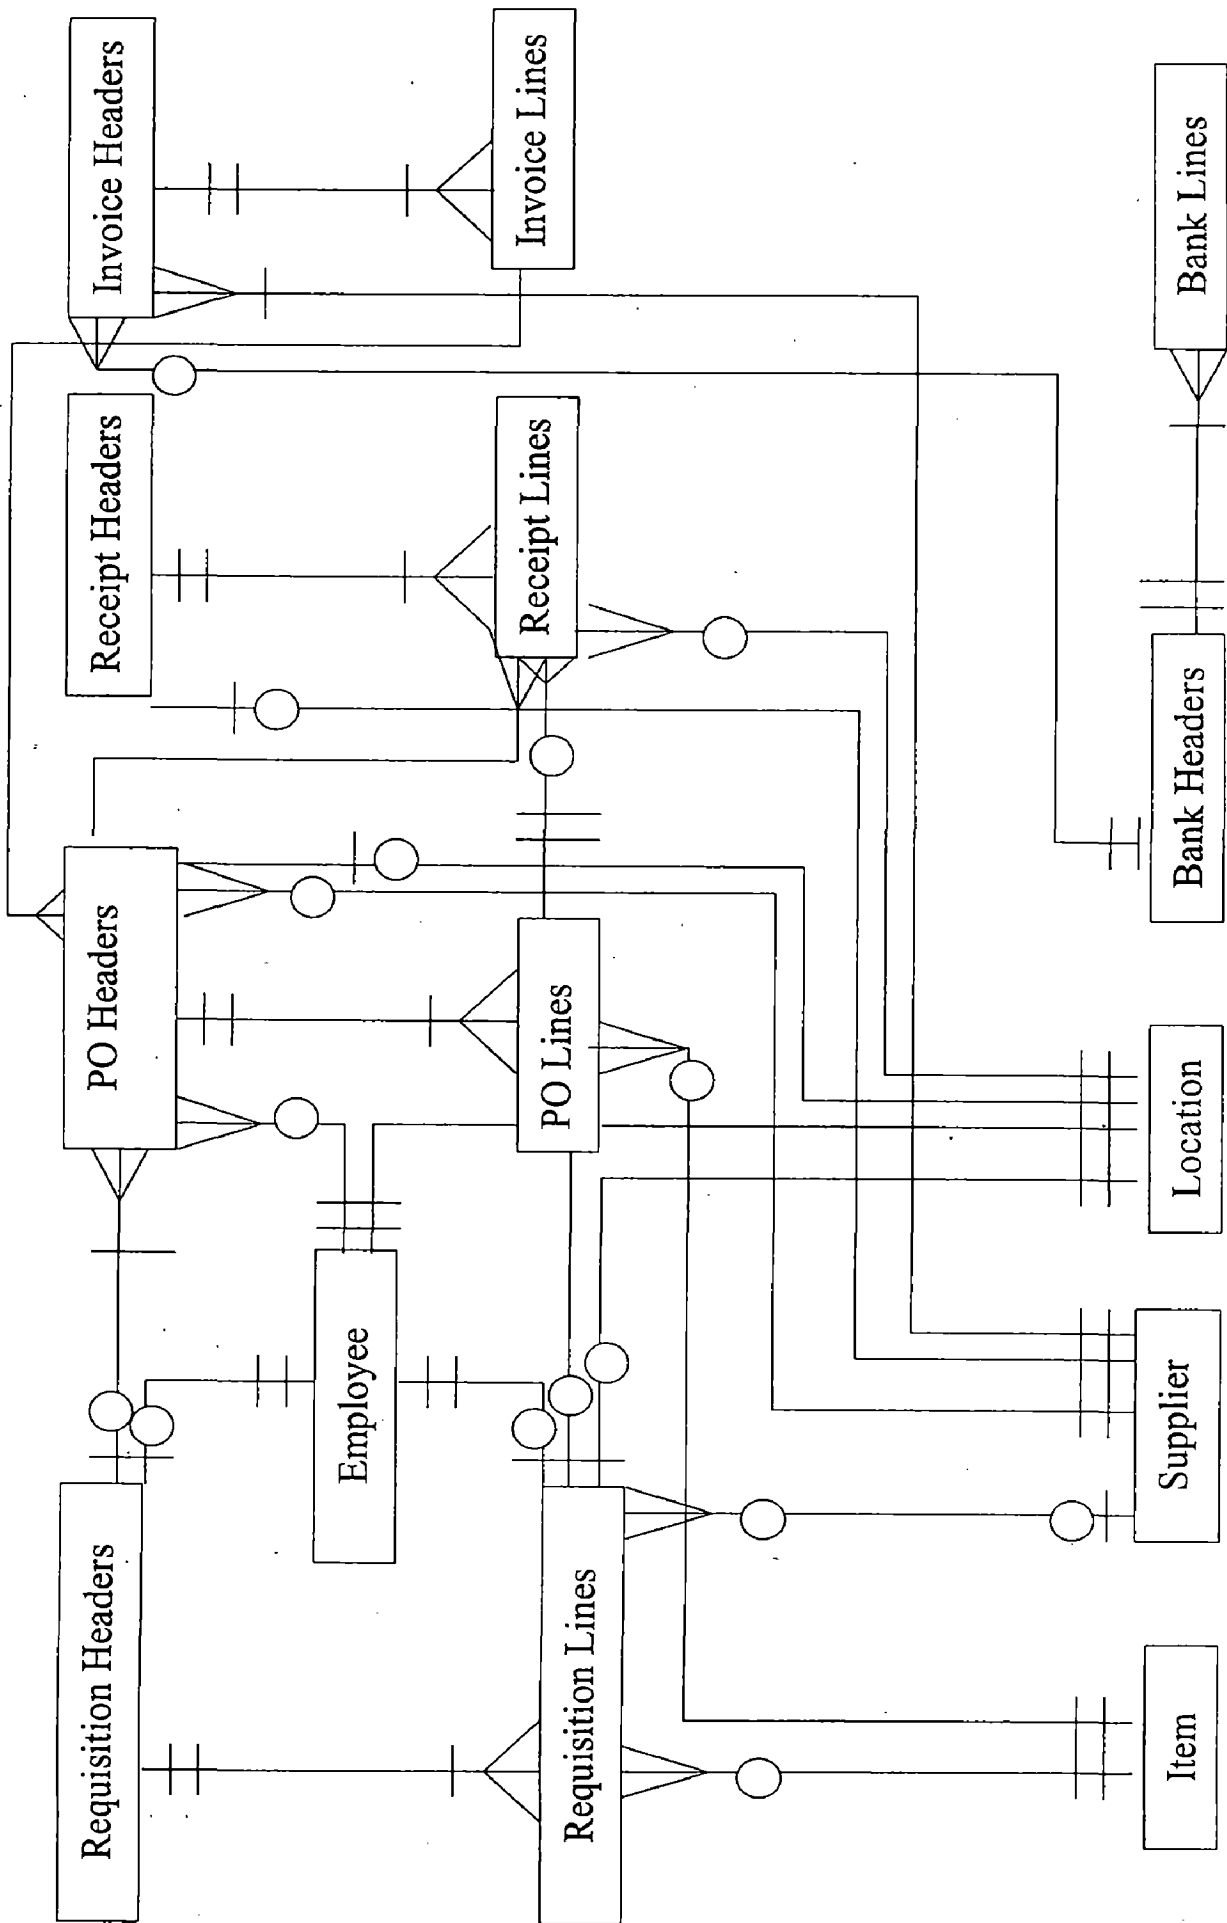 Requisition Headers
PO Headers
Receipt Headers
Invoice Headers
Employee
Requisition Lines
PO Lines
Receipt Lines
Invoice Lines
Item
Supplier
Location
Bank Headers
Bank Lines